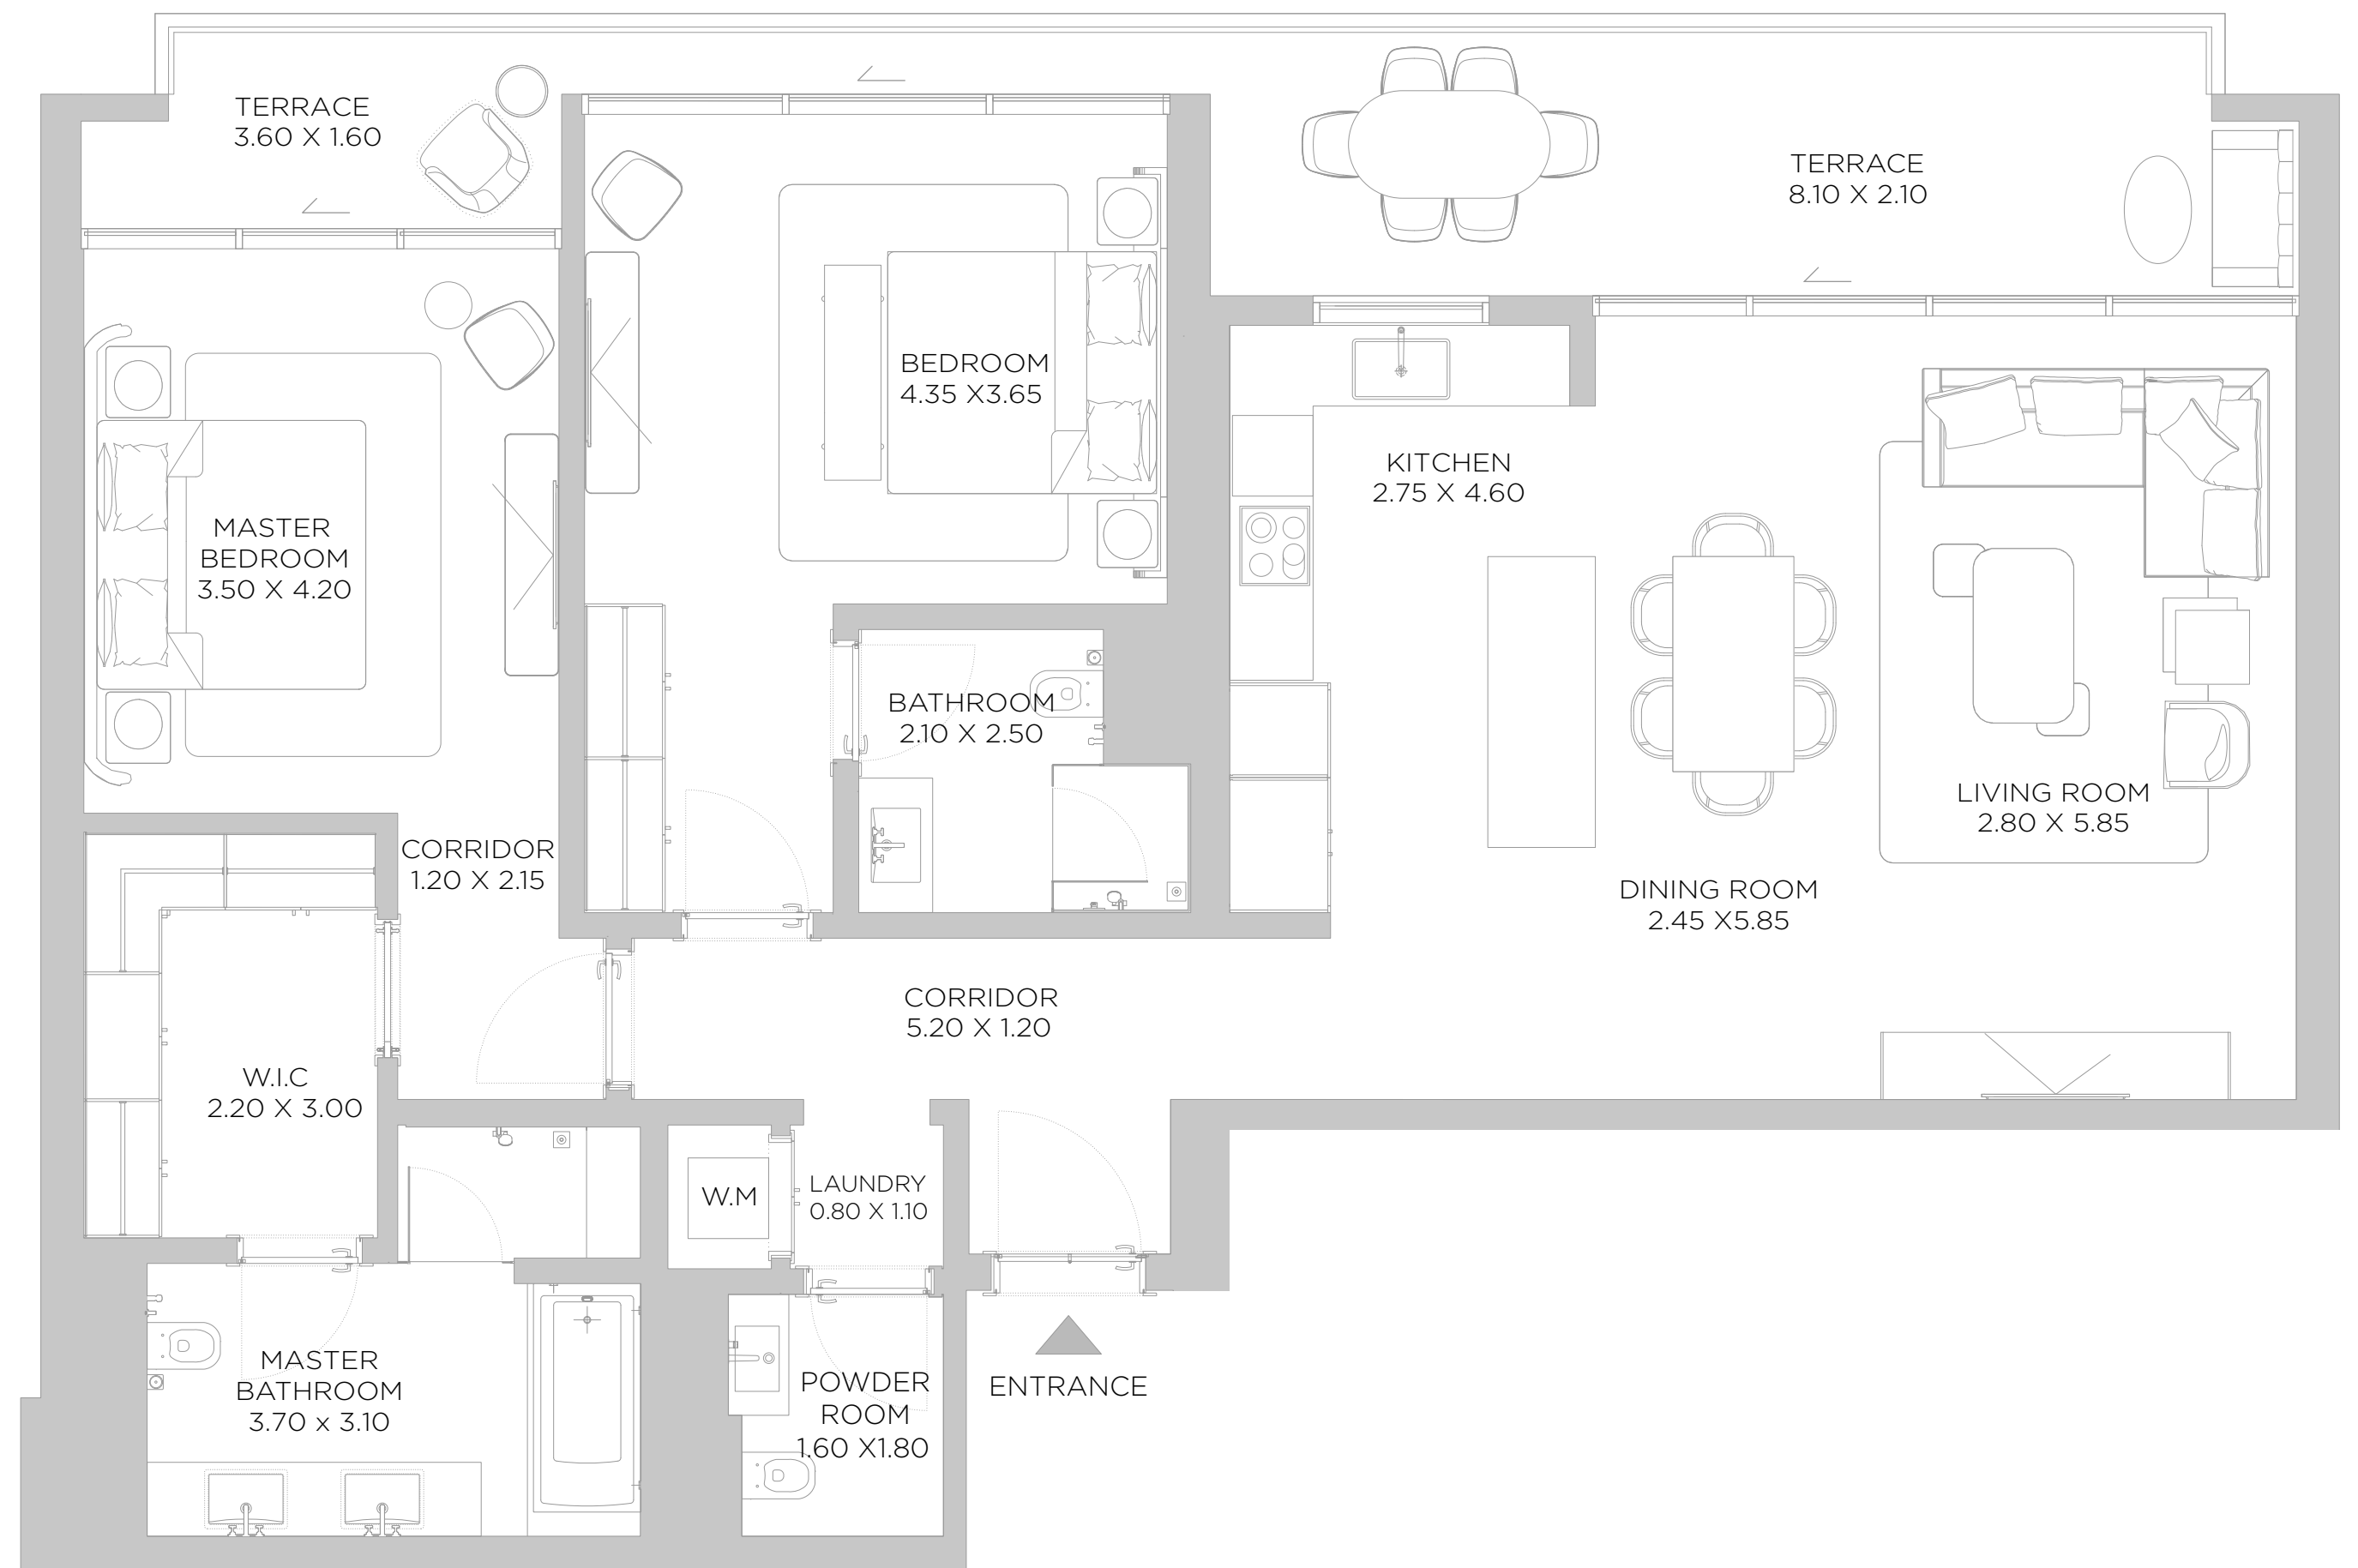 TERRACE
3.60 X 1.60
TERRACE
8.10 X 2.10
BEDROOM
4.35 X3.65
KITCHEN
2.75 X 4.60
MASTER
BEDROOM
3.50 X 4.20
BATHROOM
2.10 X 2.50
LIVING ROOM
2.80 X 5.85
CORRIDOR
1.20 X 2.15
DINING ROOM
2.45 X5.85
CORRIDOR
5.20 X 1.20
W.I.C
2.20 X 3.00
W.M
LAUNDRY
0.80 X 1.10
MASTER
BATHROOM
3.70 x 3.10
POWDER
ROOM
1.60 X1.80
ENTRANCE